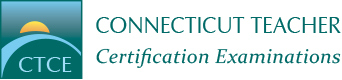 CTCE
CONNECTICUT TEACHER
Certification Examinations